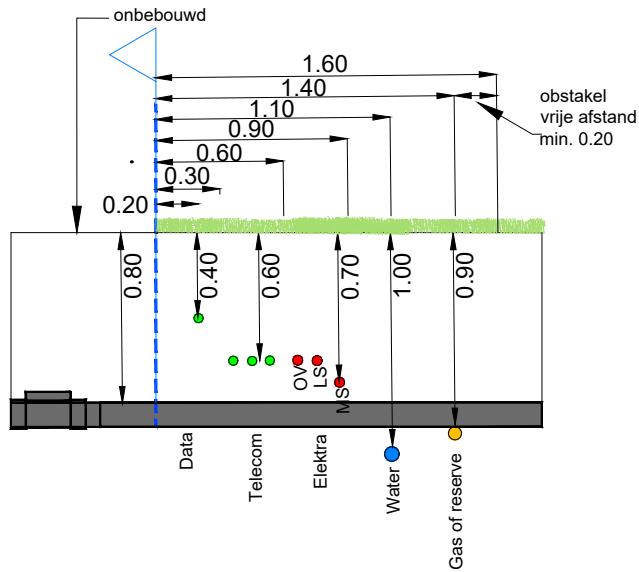 onbebouwd
1.60
1.40
obstakel
vrije afstand
min. 0.20
1.10
0.90
0.60
0.30
0.20
0.80
0.40
0.60
0.70
1.00
0.90
OV
LS
MS
Data
Telecom
Elektra
Water
Gas of reserve